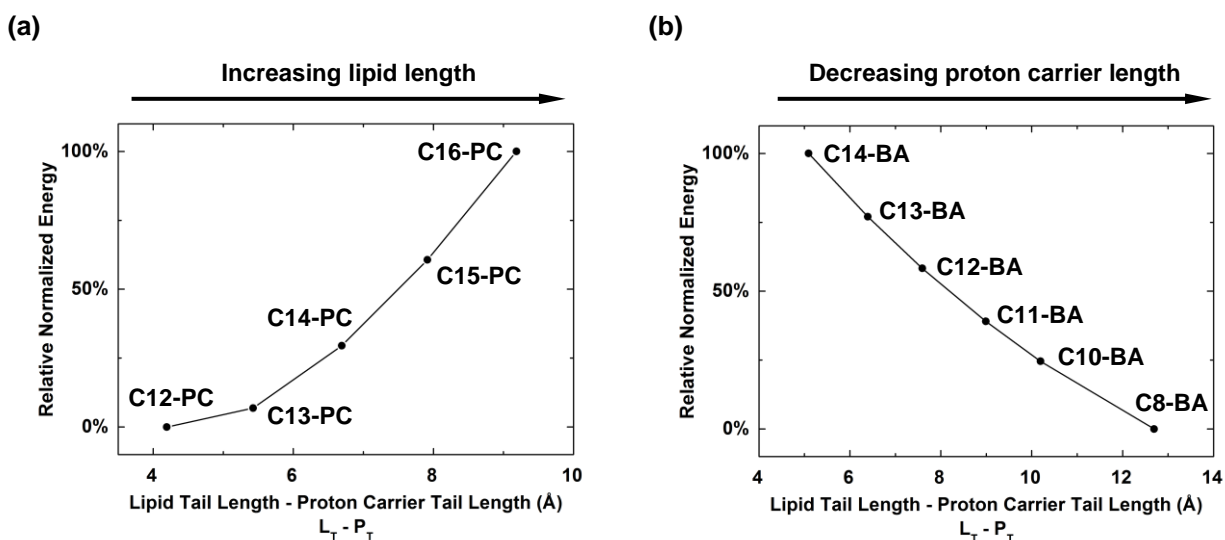 (a)
Increasing lipid length
Relative Normalized Energy
100%
50%
0%
C16-PC
C15-PC
C14-PC
C12-PC
C13-PC
4 6 8 10
Lipid Tail Length - Proton Carrier Tail Length (Å)
L_T - P_T
(b)
Decreasing proton carrier length
Relative Normalized Energy
100%
50%
0%
C14-BA
C13-BA
C12-BA
C11-BA
C10-BA
C8-BA
4 6 8 10 12 14
Lipid Tail Length - Proton Carrier Tail Length (Å)
L_T - P_T